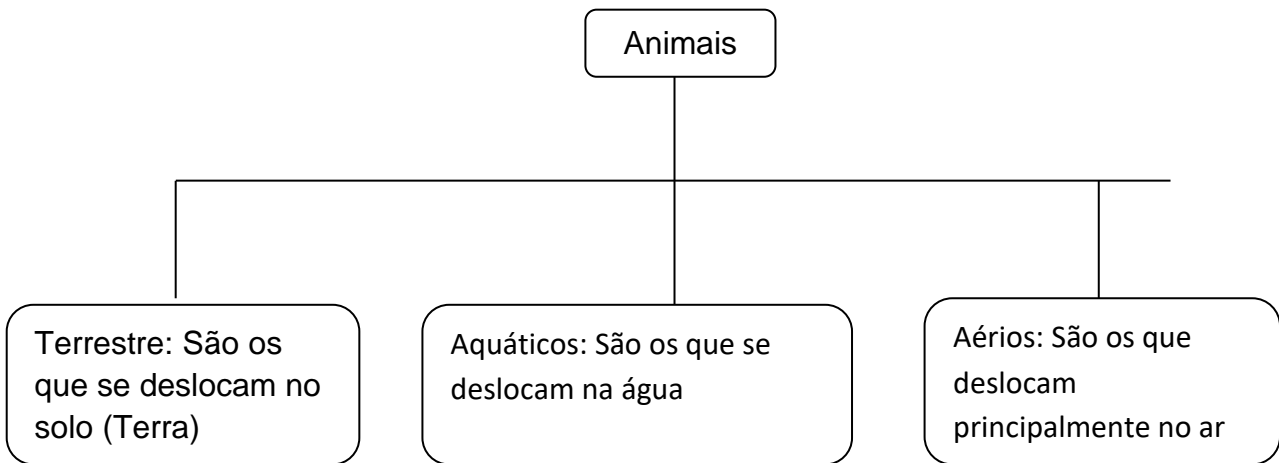 Animais
Terrestre: São os
que se deslocam no
solo (Terra)
Aquáticos: São os que se
deslocam na água
Aérios: São os que
deslocam
principalmente no ar